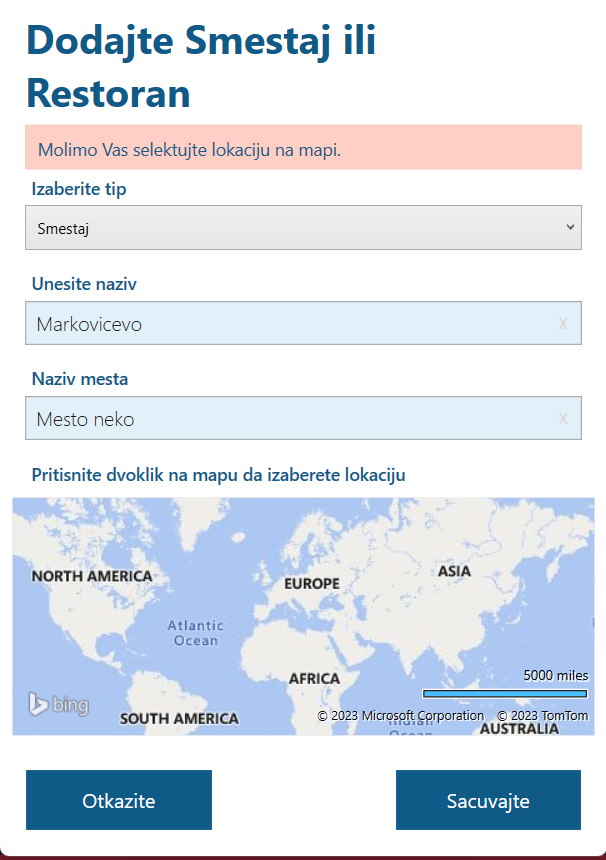 Dodajte Smestaj ili
Restoran
Molimo Vas selektujte lokaciju na mapi.
Izaberite tip
Smestaj
Unesite naziv
Markovicevo
X
Naziv mesta
Mesto neko
X
Pritisnite dvoklik na mapu da izaberete lokaciju
NORTH AMERICA
EUROPE
ASIA
Atlantic
Ocean
AFRICA
5000 miles
bing
SOUTH AMERICA
© 2023 Microsoft Corporation © 2023 TomTom
Indian
Ocean
AUSTRALIA
Otkazite
Sacuvajte